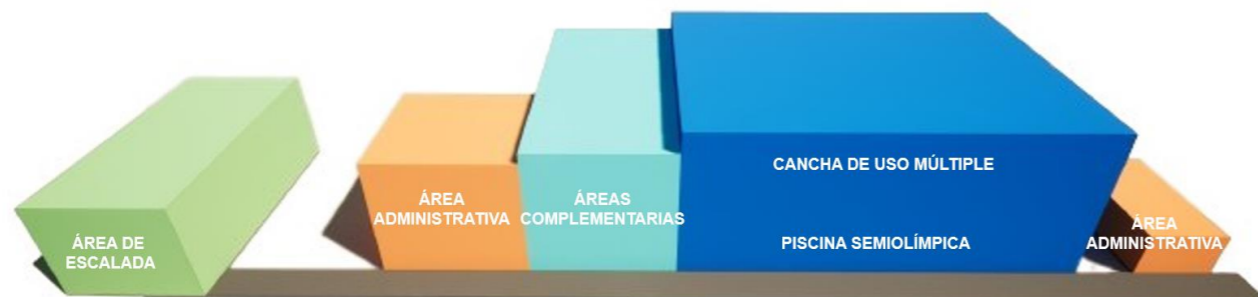 ÁREA DE
ESCALADA
ÁREA
ADMINISTRATIVA
ÁREAS
COMPLEMENTARIAS
CANCHA DE USO MÚLTIPLE
PISCINA SEMIOLÍMPICA
ÁREA
ADMINISTRATIVA